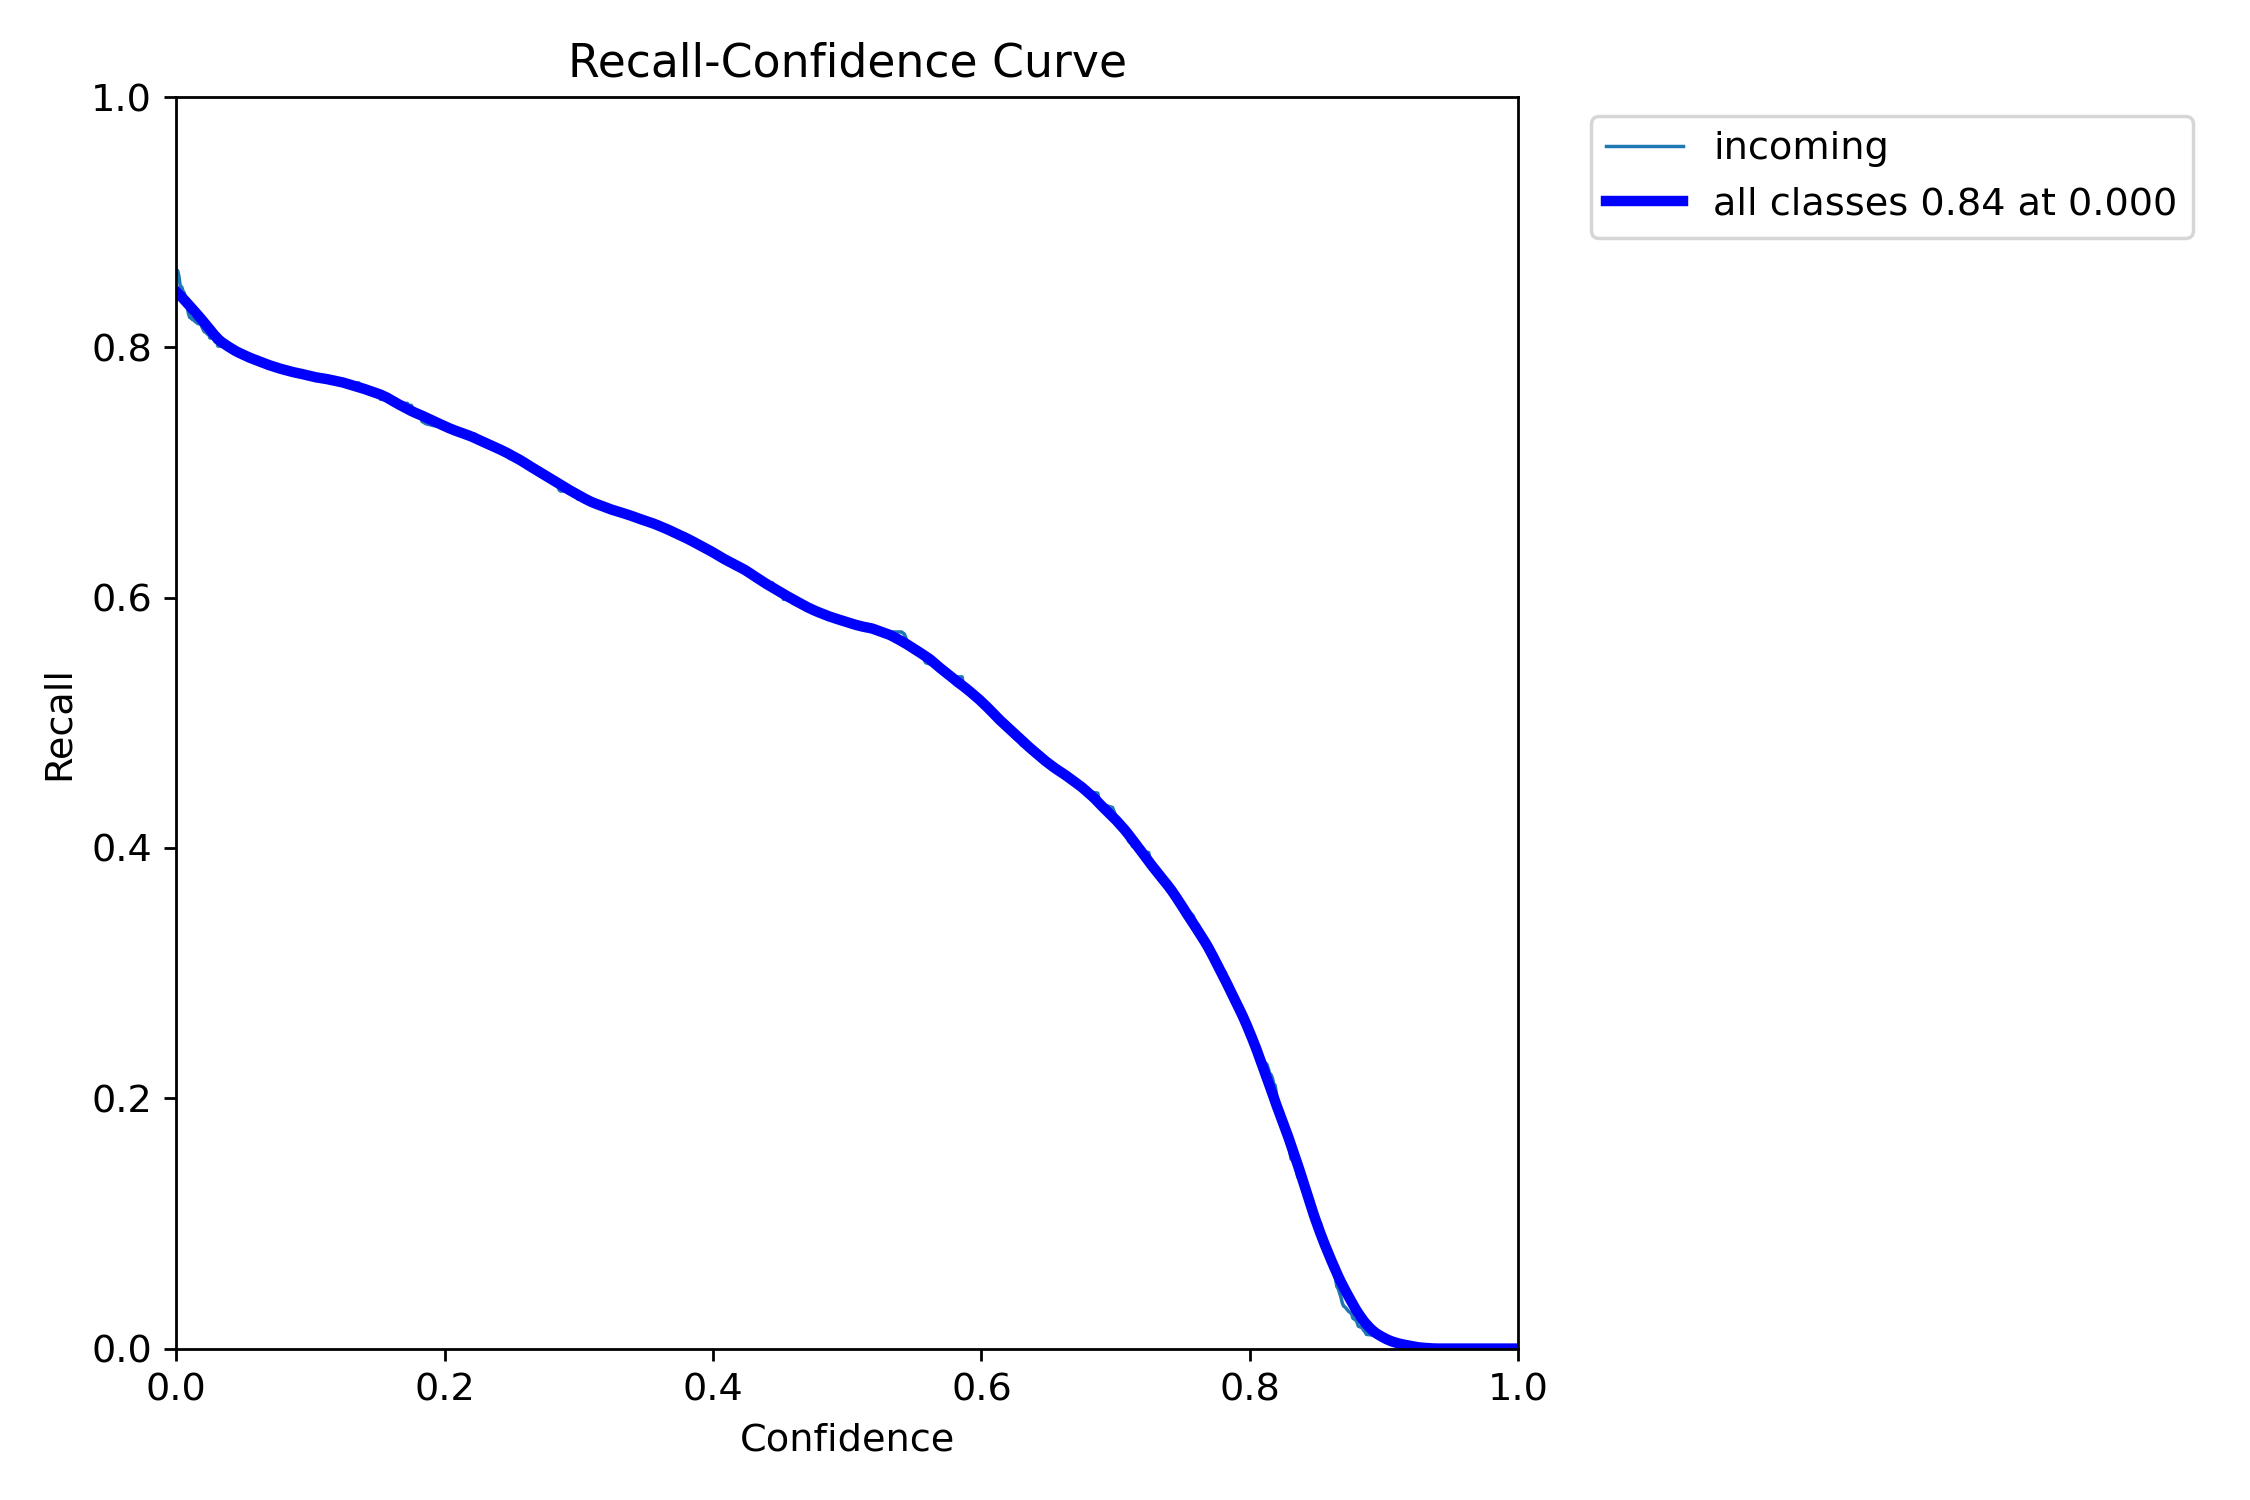 Recall-Confidence Curve
1.0
0.8
0.6
0.4
0.2
0.0
Recall
0.0 0.2 0.4 0.6 0.8 1.0
Confidence
incoming
all classes 0.84 at 0.000